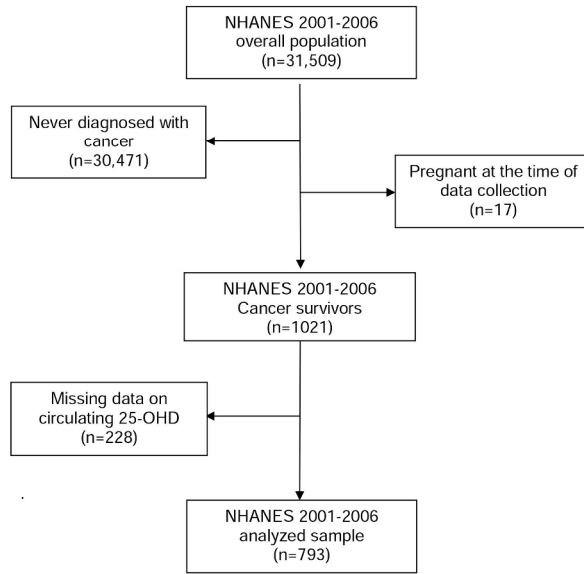 NHANES 2001-2006
overall population
(n=31,509)
Never diagnosed with
cancer
(n=30,471)
Pregnant at the time of
data collection
(n=17)
NHANES 2001-2006
Cancer survivors
(n=1021)
Missing data on
circulating 25-OHD
(n=228)
NHANES 2001-2006
analyzed sample
(n=793)